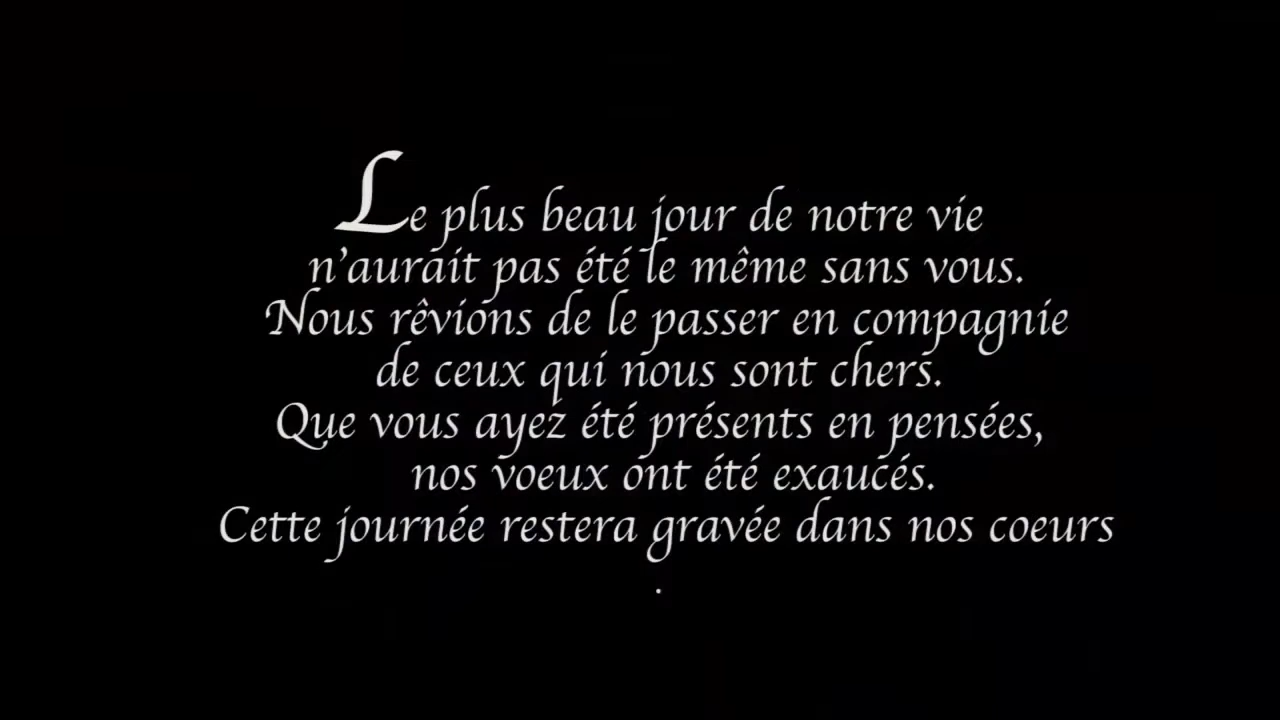 Le plus beau jour de notre vie
n'aurait pas été le même sans vous.
Nous rêvions de le passer en compagnie
de ceux qui nous sont chers.
Que vous ayez été présents en pensées,
nos voeux ont été exaucés.
Cette journée restera gravée dans nos coeurs
.